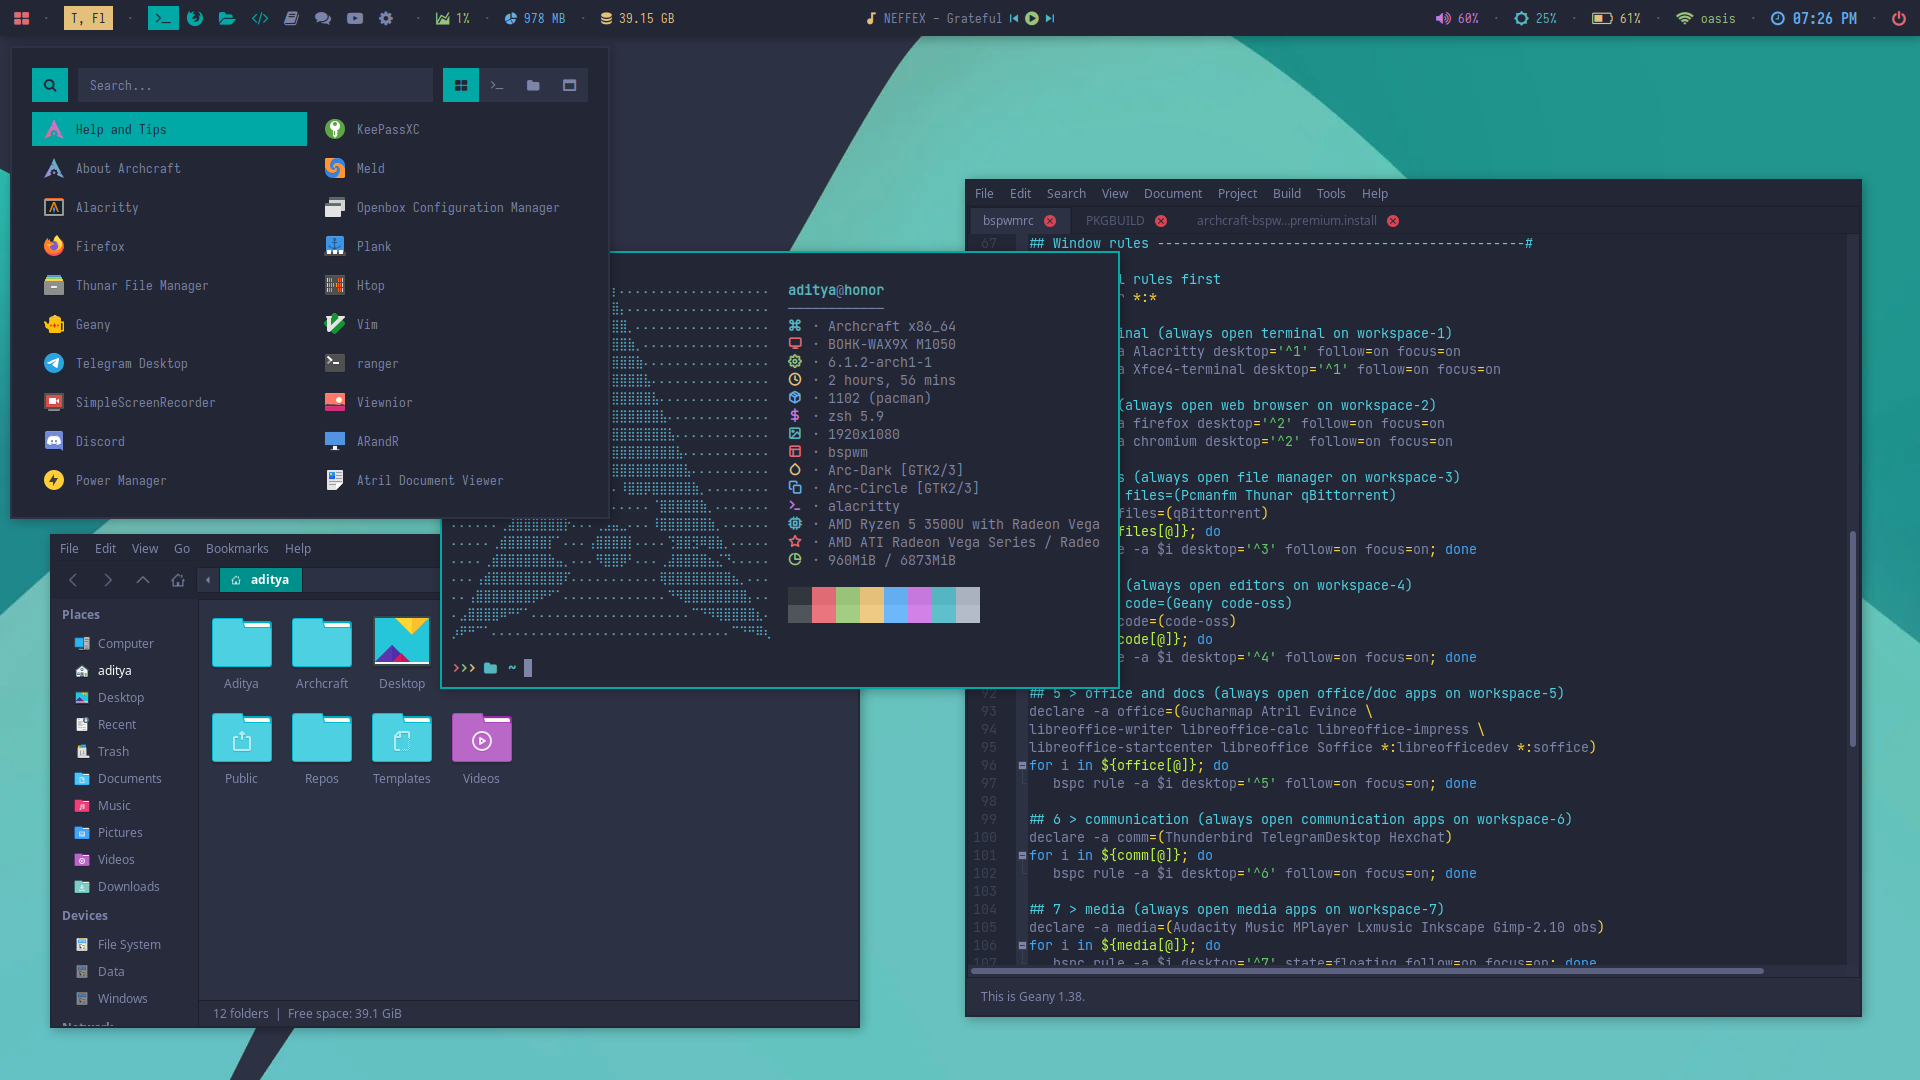 T, Fl
1%
978 MB
39.15 GB
NEFFEX - Grateful
60%
25%
61%
oasis
07:26 PM
Search...
Help and Tips
About Archcraft
Alacritty
Firefox
Thunar File Manager
Geany
Telegram Desktop
SimpleScreenRecorder
Discord
Power Manager
KeePassXC
Meld
Openbox Configuration Manager
Plank
Htop
Vim
ranger
Viewnior
ARandR
Atril Document Viewer
aditya@honor
Archcraft x86_64
BOHK-WAX9X M1050
6.1.2-arch1-1
2 hours, 56 mins
1102 (pacman)
zsh 5.9
1920x1080
bspwm
Arc-Dark [GTK2/3]
Arc-Circle [GTK2/3]
alacritty
AMD Ryzen 5 3500U with Radeon Vega
AMD ATI Radeon Vega Series / Radeo
960MiB / 6873MiB
>>> ~
File Edit View Go Bookmarks Help
aditya
Places
Computer
aditya
Desktop
Recent
Trash
Documents
Music
Pictures
Videos
Downloads
Devices
File System
Data
Windows
Aditya
Archcraft
Desktop
Public
Repos
Templates
Videos
12 folders | Free space: 39.1 GiB
File Edit Search View Document Project Build Tools Help
bspwmrc
PKGBUILD
archcraft-bspw...premium.install
67 ## Window rules ----------------------------------------------#
rules first
*:*
(always open terminal on workspace-1)
Alacritty desktop='^1' follow=on focus=on
Xfce4-terminal desktop='^1' follow=on focus=on
(always open web browser on workspace-2)
firefox desktop='^2' follow=on focus=on
chromium desktop='^2' follow=on focus=on
(always open file manager on workspace-3)
files=(Pcmanfm Thunar qBittorrent)
files=(qBittorrent)
files[@]}; do
-a $i desktop='^3' follow=on focus=on; done
(always open editors on workspace-4)
code=(Geany code-oss)
code=(code-oss)
code[@]}; do
-a $i desktop='^4' follow=on focus=on; done
92 ## 5 > office and docs (always open office/doc apps on workspace-5)
93 declare -a office=(Gucharmap Atril Evince \
94 libreoffice-writer libreoffice-calc libreoffice-impress \
95 libreoffice-startcenter libreoffice Soffice *:libreofficedev *:soffice)
96 for i in ${office[@]}; do
97 bspc rule -a $i desktop='^5' follow=on focus=on; done
98
99 ## 6 > communication (always open communication apps on workspace-6)
100 declare -a comm=(Thunderbird TelegramDesktop Hexchat)
101 for i in ${comm[@]}; do
102 bspc rule -a $i desktop='^6' follow=on focus=on; done
103
104 ## 7 > media (always open media apps on workspace-7)
105 declare -a media=(Audacity Music MPlayer Lxmusic Inkscape Gimp-2.10 obs)
106 for i in ${media[@]}; do
107 bspc rule -a $i desktop='^7' state=floating follow=on focus=on; done
This is Geany 1.38.